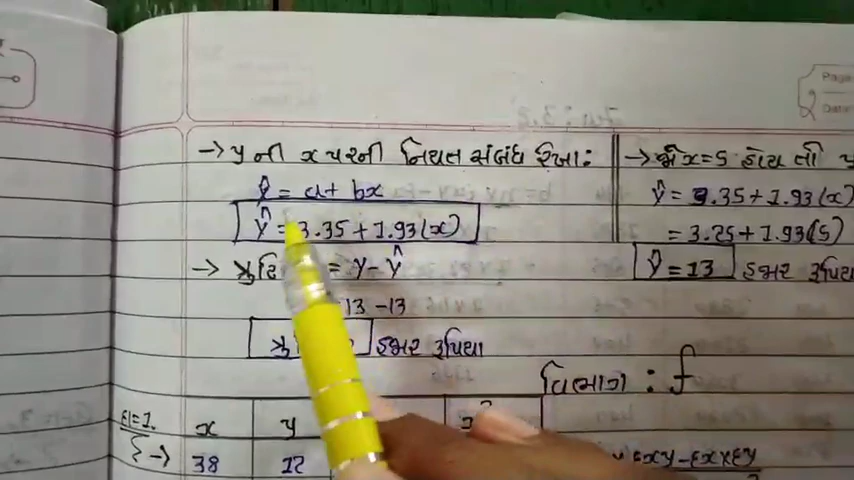 → y ની x પરની નિયત સંબંધ રેખા:
ŷ = a + bx
ŷ = 3.35 + 1.93(x)
= y - ŷ
13 - 13
હજાર રૂપિયા
→ x = 5 હોય તો
ŷ = 3.35 + 1.93(x)
= 3.25 + 1.93(5)
ŷ = 13 હજાર રૂપિયા
વિભાગ : f
x y
38 12